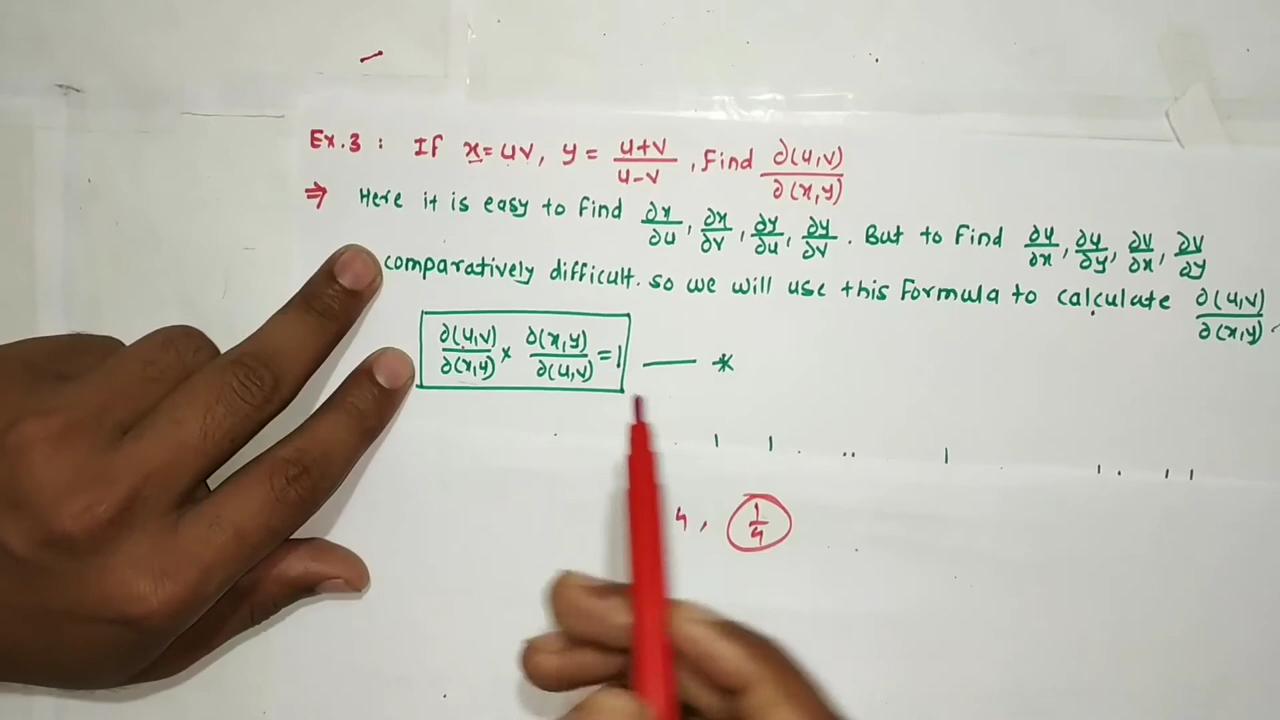 Ex.3 : If x=uv, y = u+v/u-v, find ∂(u,v)/∂(x,y)
⇒ Here it is easy to find ∂x/∂u, ∂x/∂v, ∂y/∂u, ∂y/∂v. But to find ∂u/∂x, ∂u/∂y, ∂v/∂x, ∂v/∂y
comparatively difficult. so we will use this formula to calculate ∂(u,v)/∂(x,y).
∂(u,v)/∂(x,y) × ∂(x,y)/∂(u,v) = 1 — *
4, 1/4